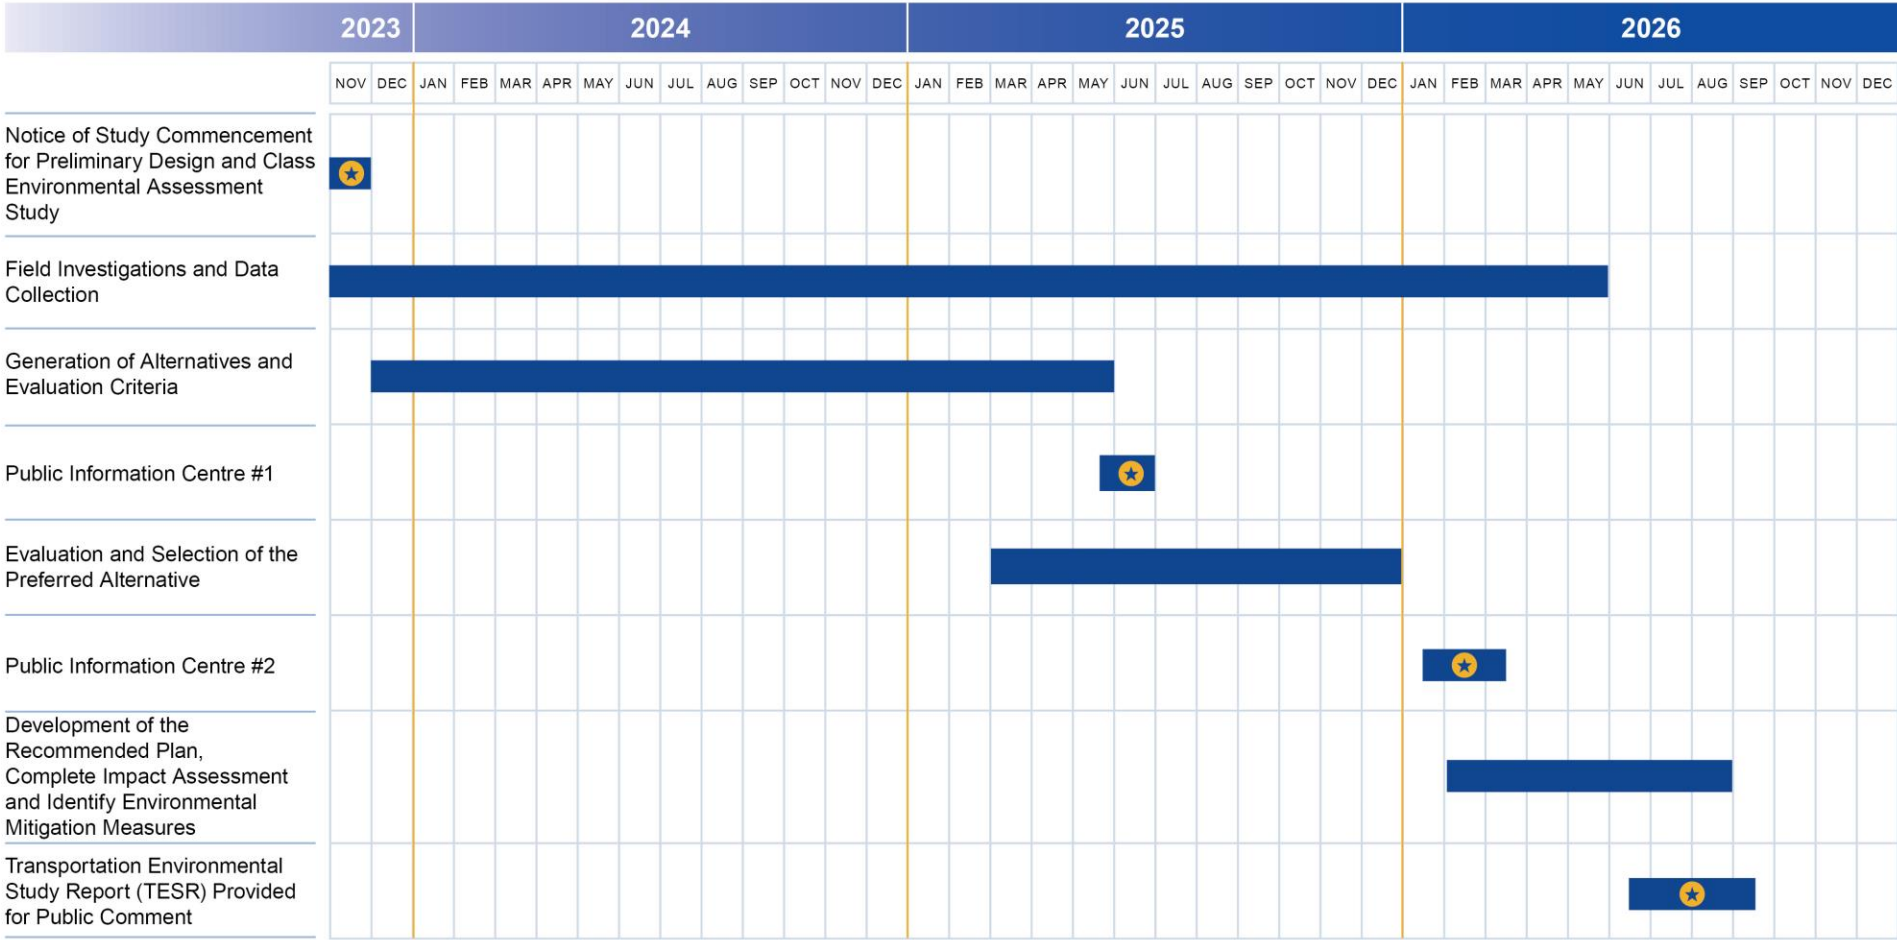 2023 2024 2025 2026
NOV DEC JAN FEB MAR APR MAY JUN JUL AUG SEP OCT NOV DEC JAN FEB MAR APR MAY JUN JUL AUG SEP OCT NOV DEC JAN FEB MAR APR MAY JUN JUL AUG SEP OCT NOV DEC
Notice of Study Commencement
for Preliminary Design and Class
Environmental Assessment
Study
Field Investigations and Data
Collection
Generation of Alternatives and
Evaluation Criteria
Public Information Centre #1
Evaluation and Selection of the
Preferred Alternative
Public Information Centre #2
Development of the
Recommended Plan,
Complete Impact Assessment
and Identify Environmental
Mitigation Measures
Transportation Environmental
Study Report (TESR) Provided
for Public Comment